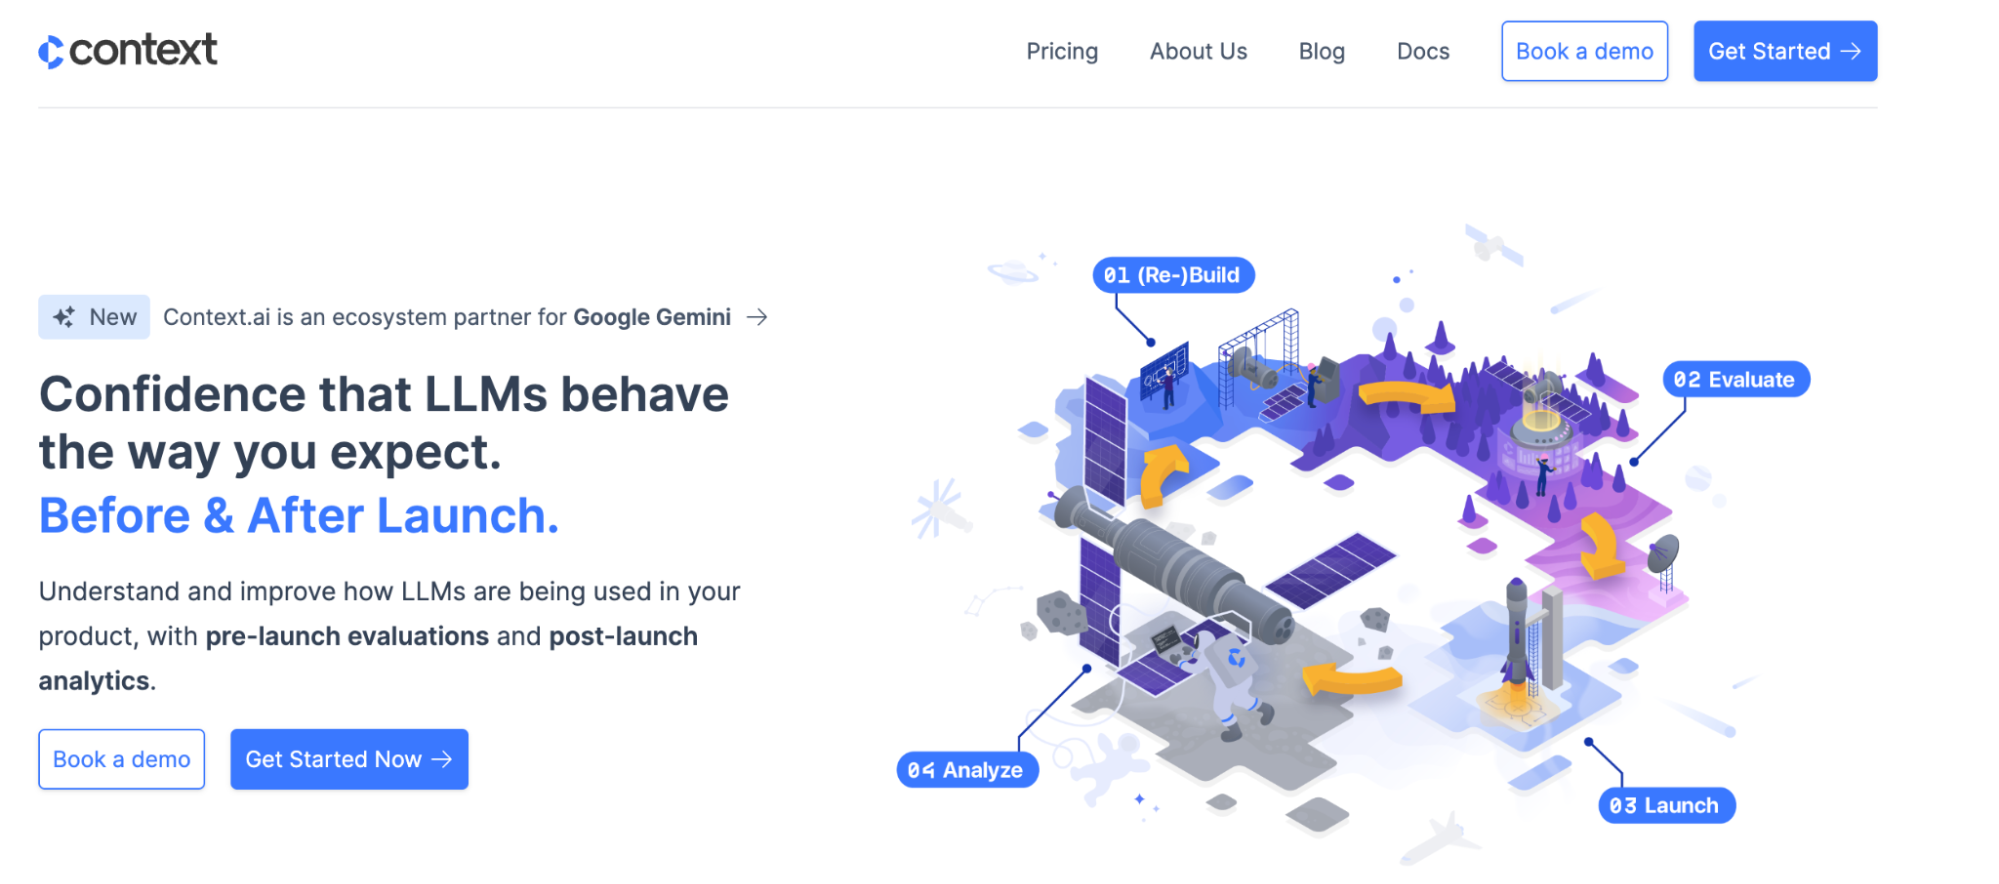 context
Pricing
About Us
Blog
Docs
Book a demo
Get Started →
New
Context.ai is an ecosystem partner for Google Gemini →
Confidence that LLMs behave
the way you expect.
Before & After Launch.
Understand and improve how LLMs are being used in your
product, with pre-launch evaluations and post-launch
analytics.
Book a demo
Get Started Now →
01 (Re-)Build
02 Evaluate
03 Launch
04 Analyze